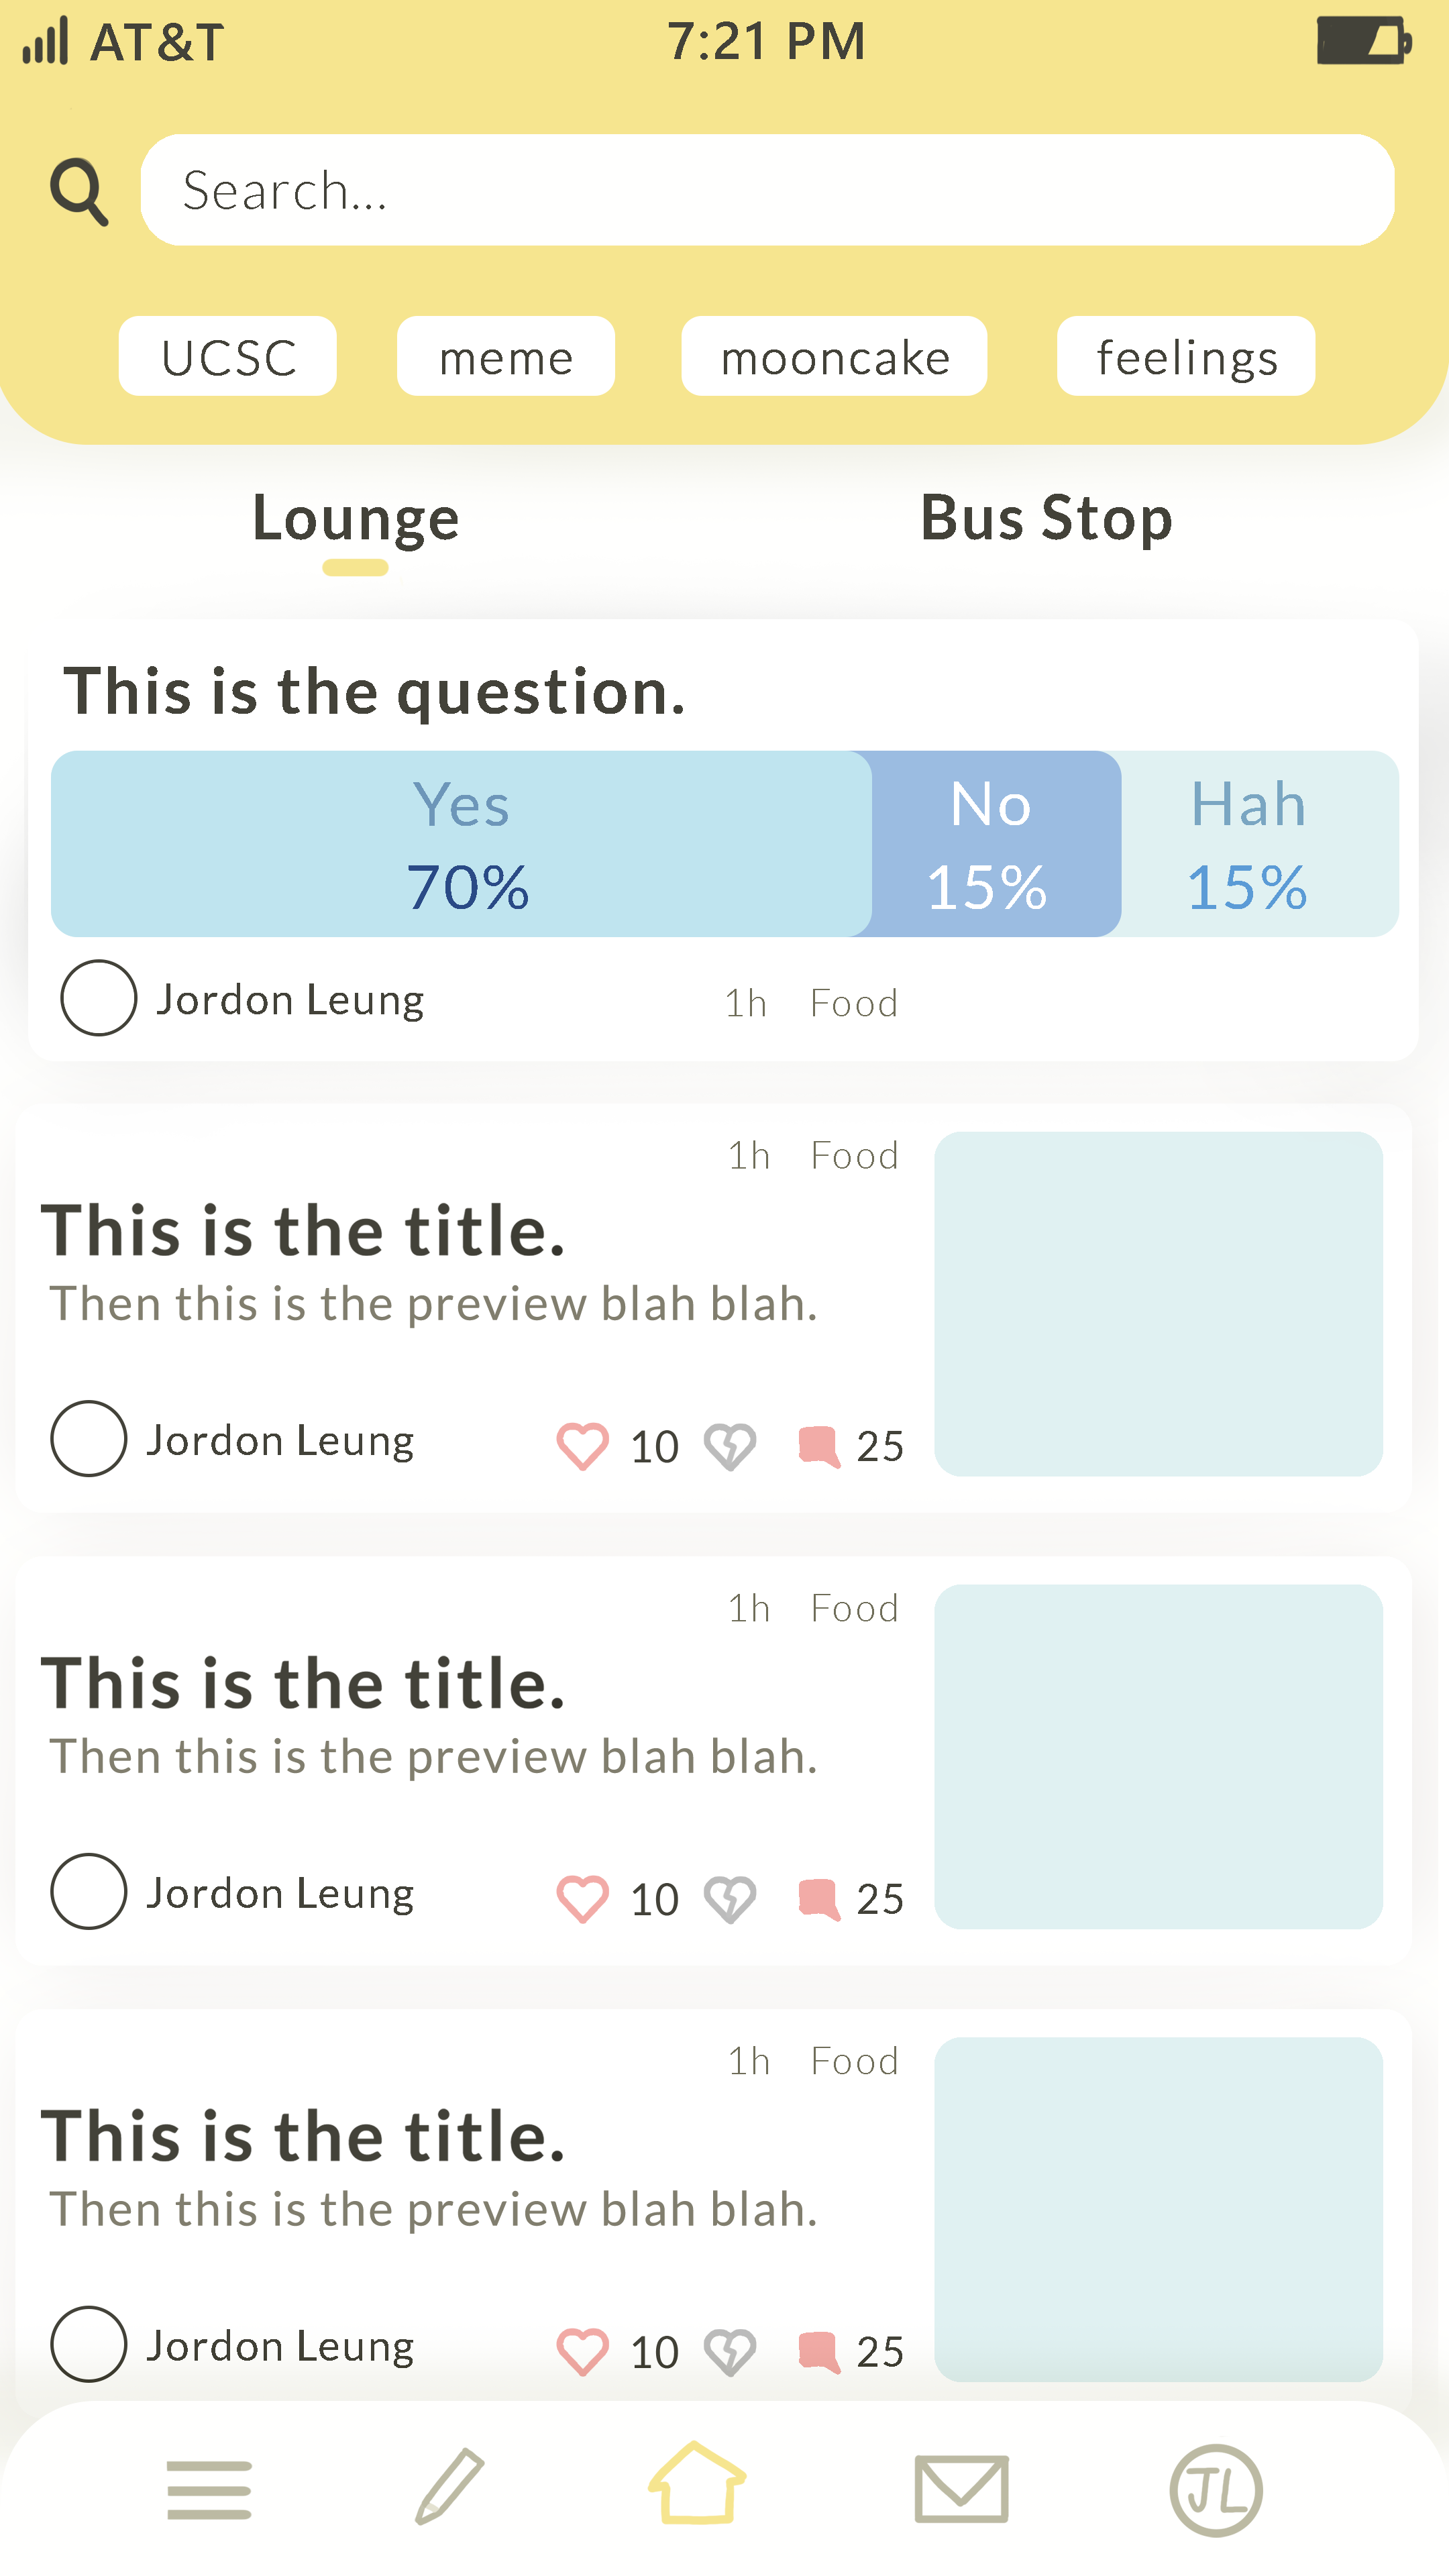 AT&T 7:21 PM
Search...
UCSC meme mooncake feelings
Lounge Bus Stop
This is the question.
Yes No Hah
70% 15% 15%
Jordon Leung 1h Food
1h Food
This is the title.
Then this is the preview blah blah.
Jordon Leung 10 25
1h Food
This is the title.
Then this is the preview blah blah.
Jordon Leung 10 25
1h Food
This is the title.
Then this is the preview blah blah.
Jordon Leung 10 25
JL